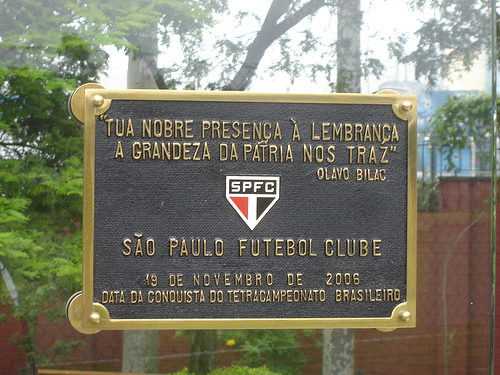 "TUA NOBRE PRESENÇA À LEMBRANÇA
A GRANDEZA DA PÁTRIA NOS TRAZ"
OLAVO BILAC
SPFC
SÃO PAULO FUTEBOL CLUBE
19 DE NOVEMBRO DE 2006
DATA DA CONQUISTA DO TETRACAMPEONATO BRASILEIRO